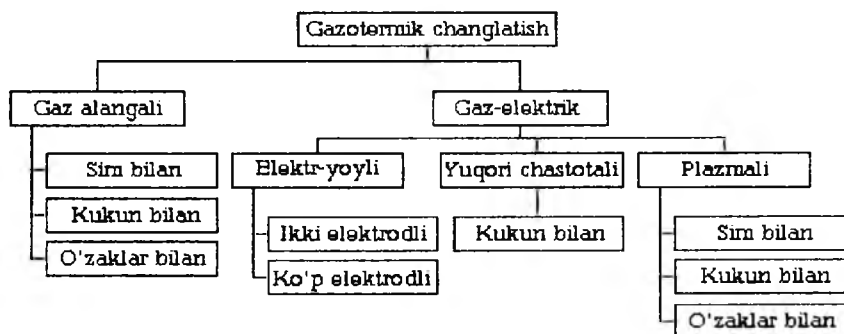 Gazotermik changlatish
Gaz alangali
Gaz-elektrik
Sim bilan
Kukun bilan
O'zaklar bilan
Elektr-yoyli
Yuqori chastotali
Plazmali
Ikki elektrodli
Ko'p elektrodli
Kukun bilan
Sim bilan
Kukun bilan
O'zaklar bilan